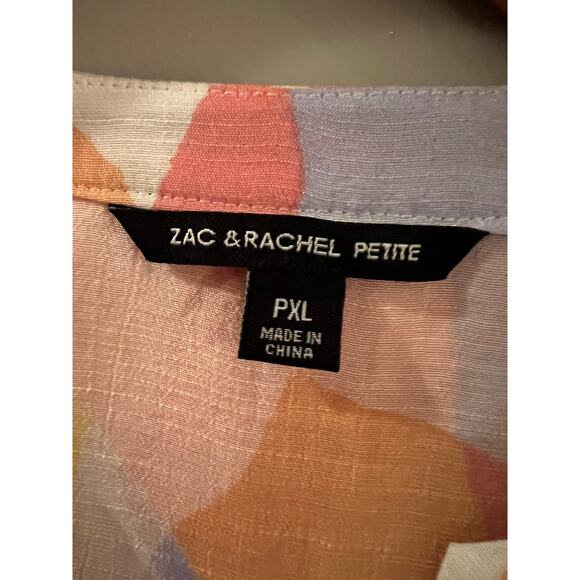 ZAC & RACHEL PETITE
PXL
MADE IN
CHINA